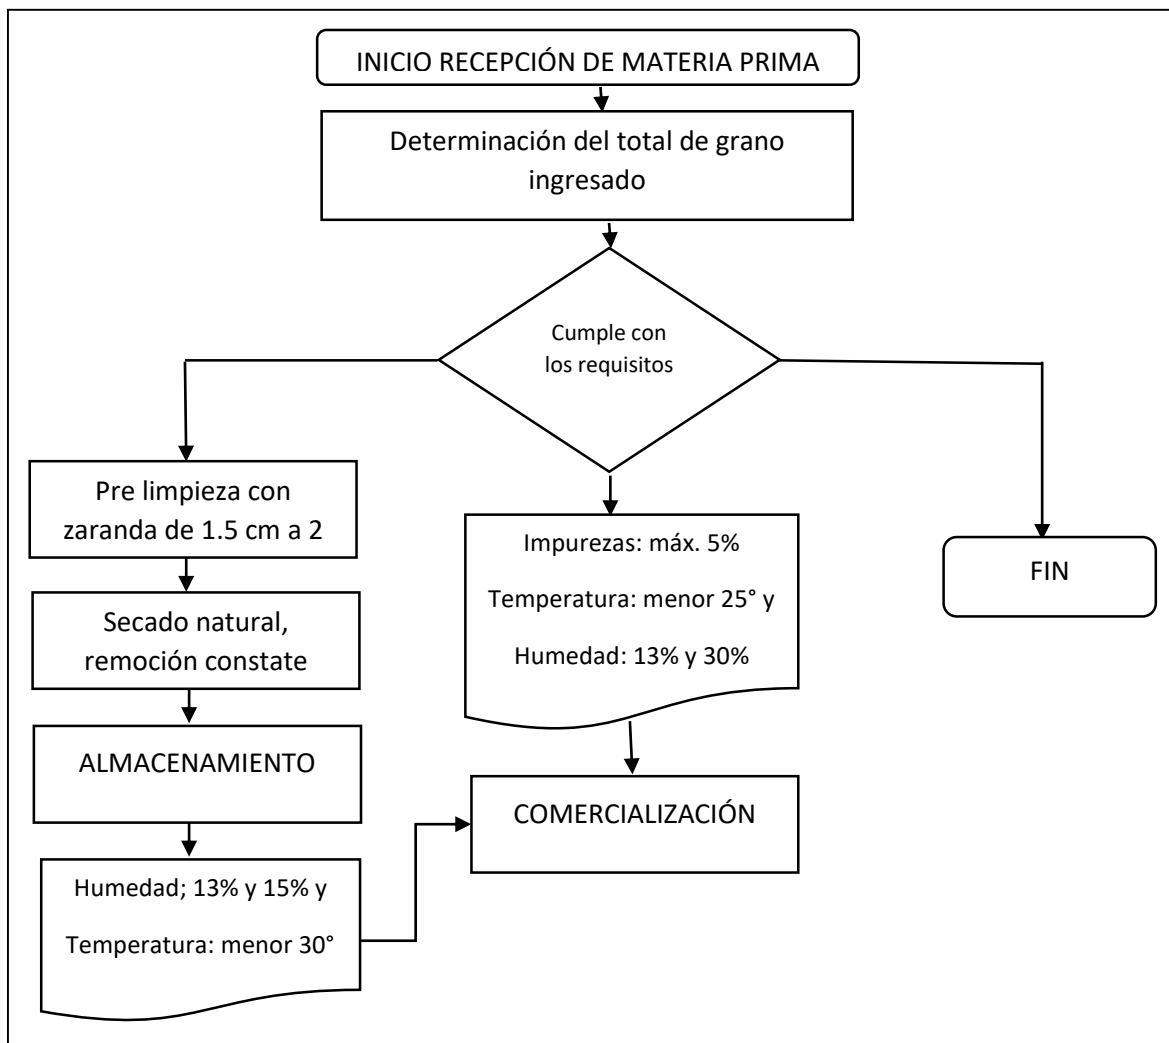 INICIO RECEPCIÓN DE MATERIA PRIMA
Determinación del total de grano
ingresado
Cumple con
los requisitos
Pre limpieza con
zaranda de 1.5 cm a 2
Secado natural,
remoción constate
ALMACENAMIENTO
Humedad; 13% y 15% y
Temperatura: menor 30°
Impurezas: máx. 5%
Temperatura: menor 25° y
Humedad: 13% y 30%
COMERCIALIZACIÓN
FIN